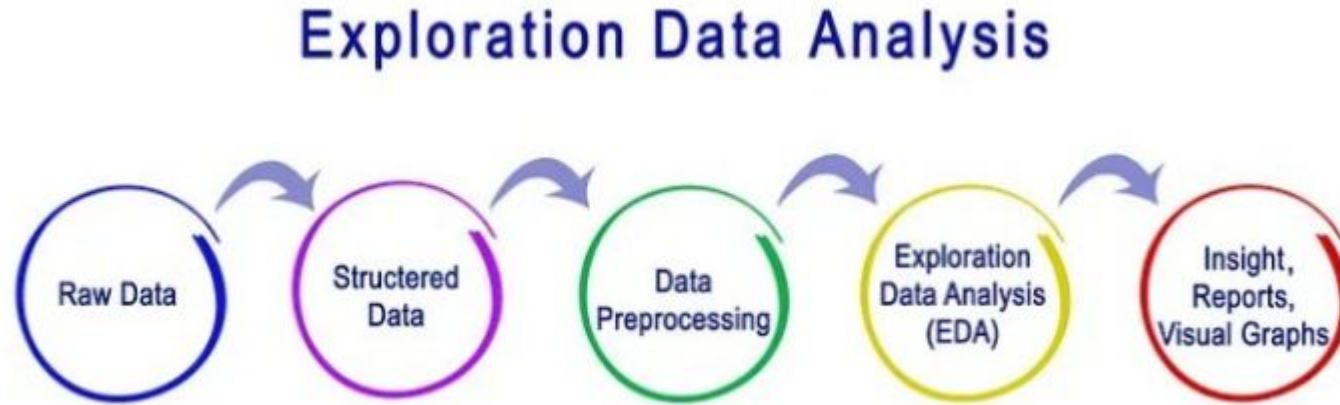 Exploration Data Analysis
Raw Data
Structered
Data
Data
Preprocessing
Exploration
Data Analysis
(EDA)
Insight,
Reports,
Visual Graphs